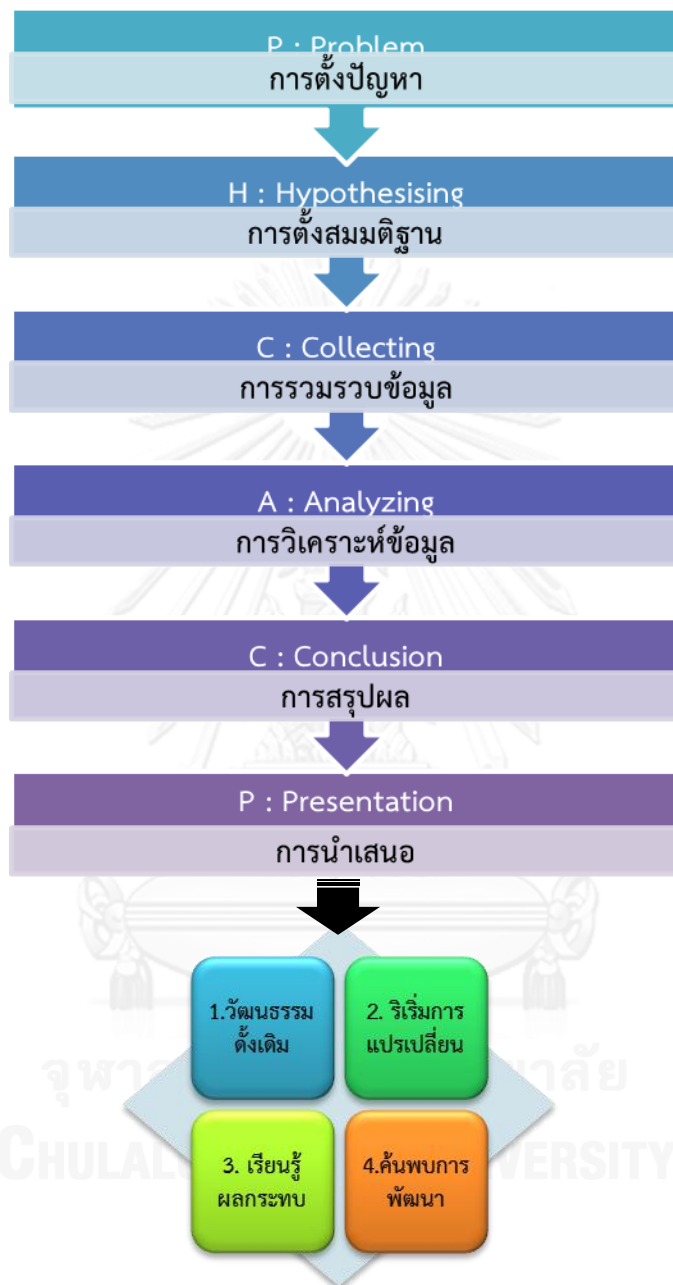 P : Problem
การตั้งปัญหา
H : Hypothesising
การตั้งสมมติฐาน
C : Collecting
การรวมรวบข้อมูล
A : Analyzing
การวิเคราะห์ข้อมูล
C : Conclusion
การสรุปผล
P : Presentation
การนำเสนอ
1.วัฒนธรรม
ดั้งเดิม
2. ริเริ่มการ
แปรเปลี่ยน
3. เรียนรู้
ผลกระทบ
4.ค้นพบการ
พัฒนา